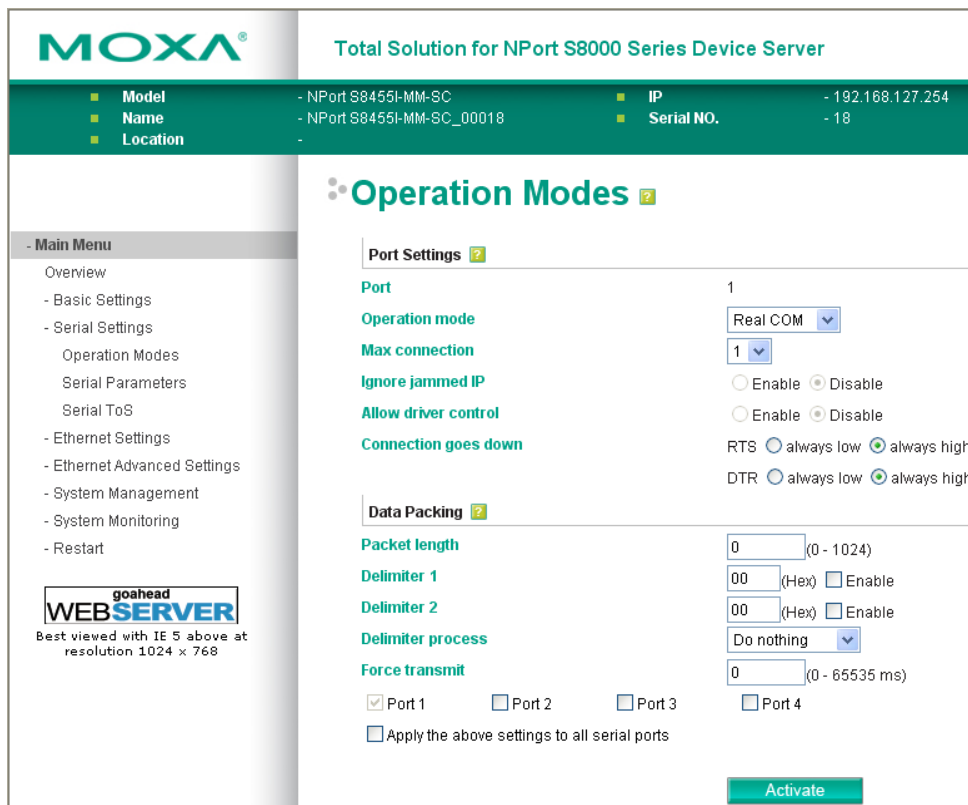 MOXA®
Total Solution for NPort S8000 Series Device Server
Model - NPort S8455I-MM-SC IP - 192.168.127.254
Name - NPort S8455I-MM-SC_00018 Serial NO. - 18
Location -
Operation Modes ?
- Main Menu
Overview
- Basic Settings
- Serial Settings
Operation Modes
Serial Parameters
Serial ToS
- Ethernet Settings
- Ethernet Advanced Settings
- System Management
- System Monitoring
- Restart
goahead
WEBSERVER
Best viewed with IE 5 above at
resolution 1024 x 768
Port Settings ?
Port 1
Operation mode Real COM
Max connection 1
Ignore jammed IP Enable Disable
Allow driver control Enable Disable
Connection goes down RTS always low always high
DTR always low always high
Data Packing ?
Packet length 0 (0 - 1024)
Delimiter 1 00 (Hex) Enable
Delimiter 2 00 (Hex) Enable
Delimiter process Do nothing
Force transmit 0 (0 - 65535 ms)
Port 1 Port 2 Port 3 Port 4
Apply the above settings to all serial ports
Activate